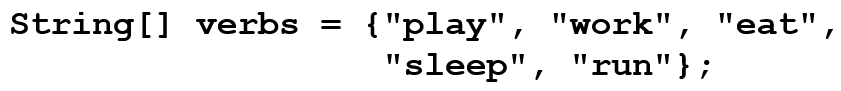 String[] verbs = {"play", "work", "eat",
"sleep", "run"};